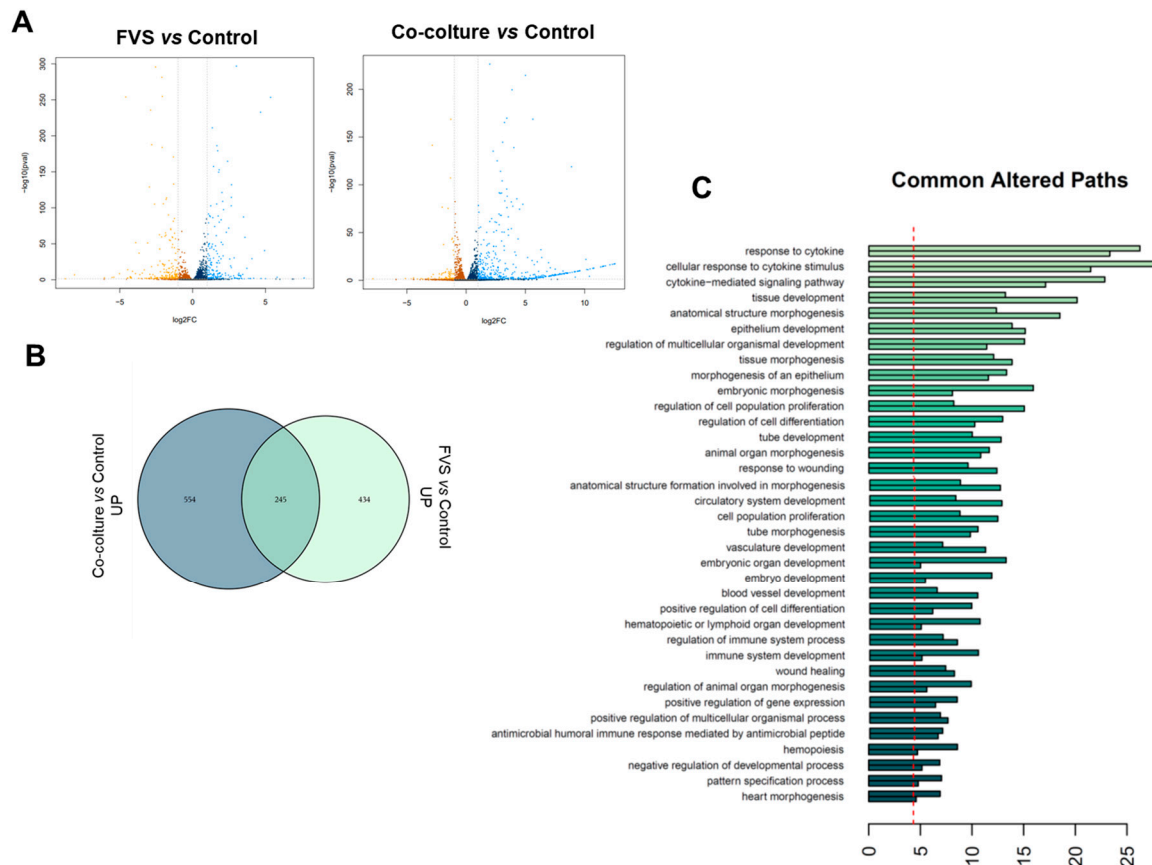 A
FVS vs Control
Co-colture vs Control
300
250
200
150
100
50
0
−log10(pval)
−5
0
5
log2FC
200
150
100
50
0
−log10(pval)
−5
0
5
10
log2FC
B
Co-colture vs Control
UP
554
245
434
FVS vs Control
UP
C
Common Altered Paths
response to cytokine
cellular response to cytokine stimulus
cytokine−mediated signaling pathway
tissue development
anatomical structure morphogenesis
epithelium development
regulation of multicellular organismal development
tissue morphogenesis
morphogenesis of an epithelium
embryonic morphogenesis
regulation of cell population proliferation
regulation of cell differentiation
tube development
animal organ morphogenesis
response to wounding
anatomical structure formation involved in morphogenesis
circulatory system development
cell population proliferation
tube morphogenesis
vasculature development
embryonic organ development
embryo development
blood vessel development
positive regulation of cell differentiation
hematopoietic or lymphoid organ development
regulation of immune system process
immune system development
wound healing
regulation of animal organ morphogenesis
positive regulation of gene expression
positive regulation of multicellular organismal process
antimicrobial humoral immune response mediated by antimicrobial peptide
hemopoiesis
negative regulation of developmental process
pattern specification process
heart morphogenesis
0
5
10
15
20
25